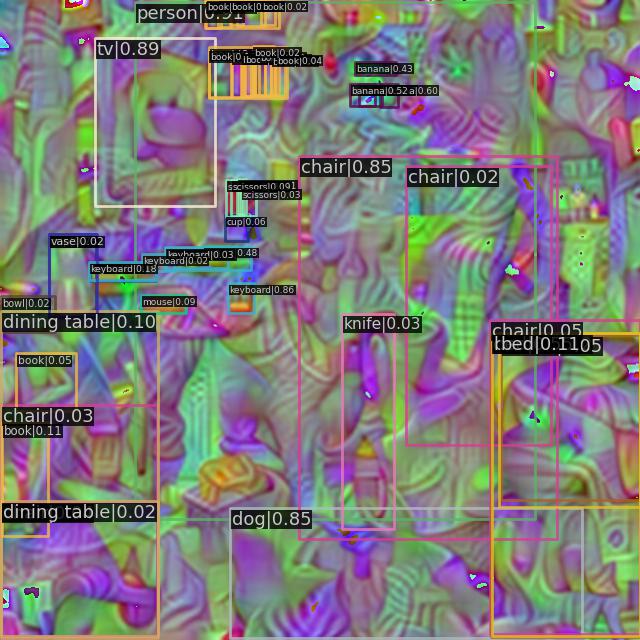 person|0.91
book|0.02
tv|0.89
book|0.02
book|0.04
banana|0.43
banana|0.52
a|0.60
chair|0.85
chair|0.02
scissors|0.091
scissors|0.03
cup|0.06
vase|0.02
keyboard|0.03
0.48
keyboard|0.02
keyboard|0.18
keyboard|0.86
bowl|0.02
mouse|0.09
dining table|0.10
knife|0.03
chair|0.05
bed|0.11
05
book|0.05
chair|0.03
book|0.11
dining table|0.02
dog|0.85